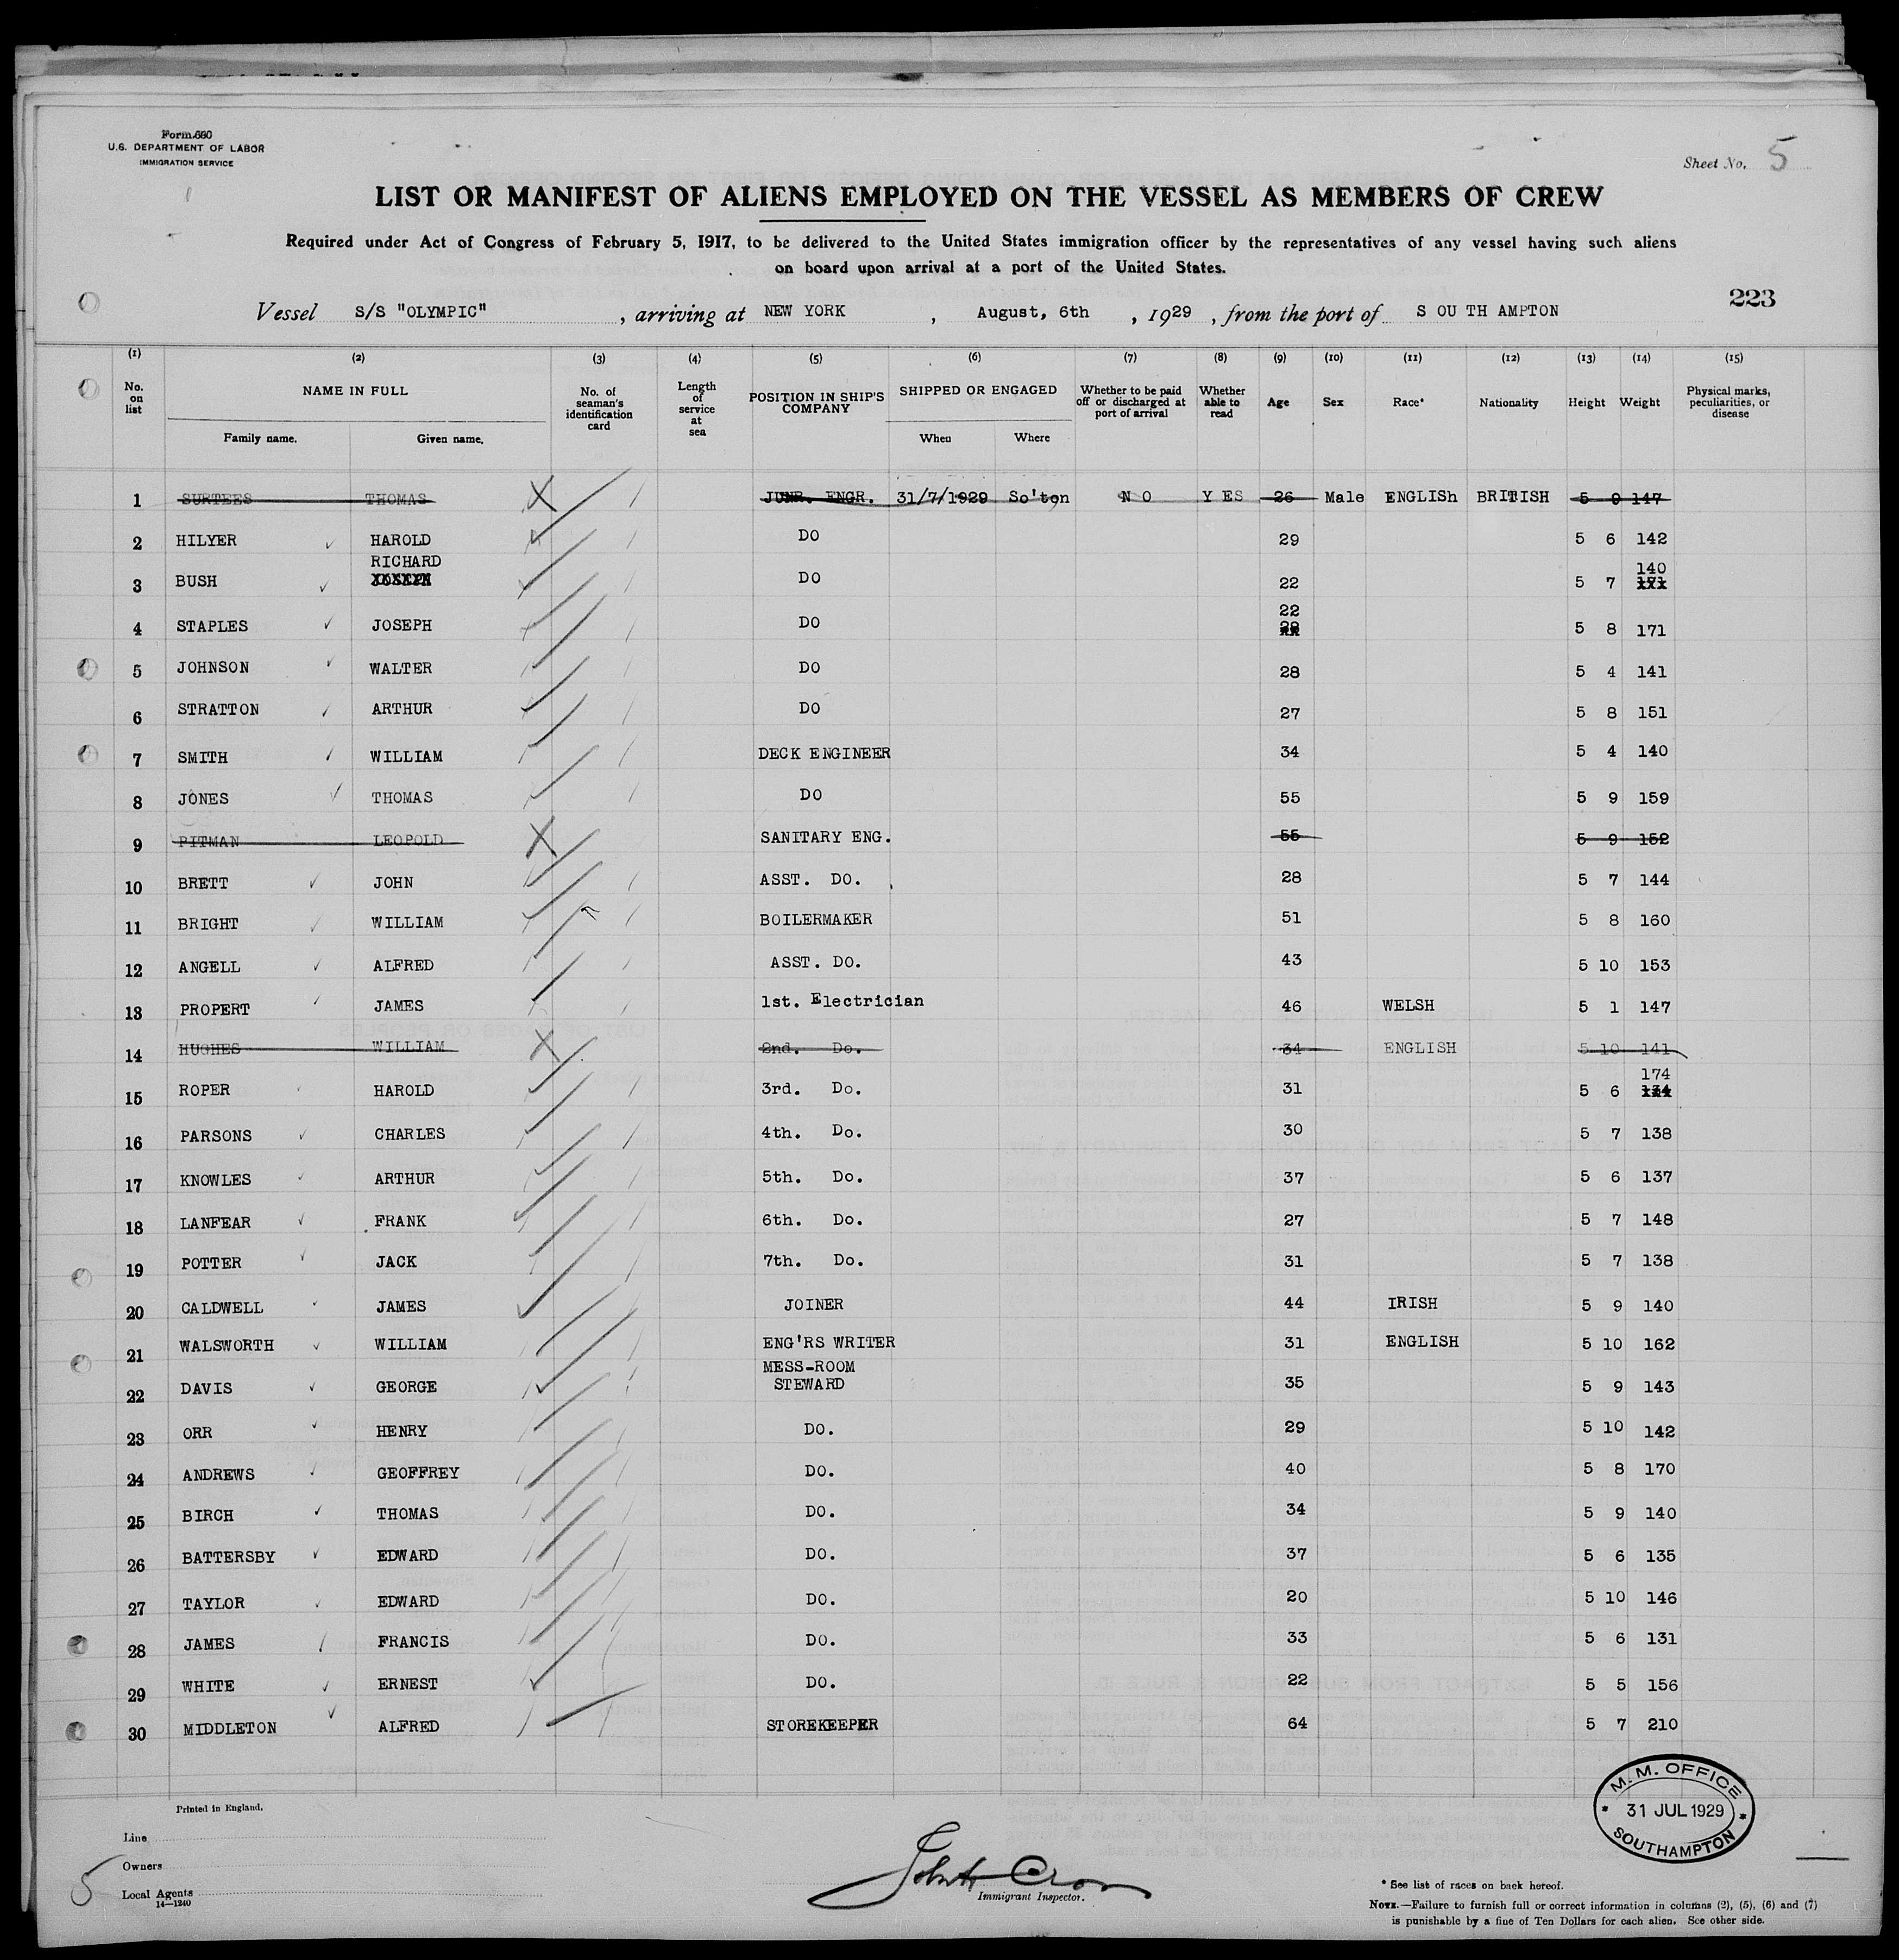 Form 680
U.S. DEPARTMENT OF LABOR
IMMIGRATION SERVICE
Sheet No. 5
LIST OR MANIFEST OF ALIENS EMPLOYED ON THE VESSEL AS MEMBERS OF CREW
Required under Act of Congress of February 5, 1917, to be delivered to the United States immigration officer by the representatives of any vessel having such aliens
on board upon arrival at a port of the United States.
223
Vessel S/S "OLYMPIC", arriving at NEW YORK, August, 6th, 1929, from the port of S OU TH AMPTON
(1) (2) (3) (4) (5) (6) (7) (8) (9) (10) (11) (12) (13) (14) (15)
No. on list NAME IN FULL No. of seaman's identification card Length of service at sea POSITION IN SHIP'S COMPANY SHIPPED OR ENGAGED Whether to be paid off or discharged at port of arrival Whether able to read Age Sex Race* Nationality Height Weight Physical marks, peculiarities, or disease
Family name. Given name. When Where
1 SURTEES THOMAS JUNR. ENGR. 31/7/1929 So'ton N O Y ES 26 Male ENGLISh BRITISH 5 9 147
2 HILYER HAROLD DO 29 5 6 142
RICHARD
140
3 BUSH JOSEPH DO 22 5 7 171
22
4 STAPLES JOSEPH DO 5 8 171
5 JOHNSON WALTER DO 28 5 4 141
6 STRATTON ARTHUR DO 27 5 8 151
7 SMITH WILLIAM DECK ENGINEER 34 5 4 140
8 JONES THOMAS DO 55 5 9 159
9 PITMAN LEOPOLD SANITARY ENG. 55 5 9 152
10 BRETT JOHN ASST. DO. 28 5 7 144
11 BRIGHT WILLIAM BOILERMAKER 51 5 8 160
12 ANGELL ALFRED ASST. DO. 43 5 10 153
13 PROPERT JAMES 1st. Electrician 46 WELSH 5 1 147
14 HUGHES WILLIAM 2nd. Do. 34 ENGLISH 5 10 141
174
15 ROPER HAROLD 3rd. Do. 31 5 6 134
16 PARSONS CHARLES 4th. Do. 30 5 7 138
17 KNOWLES ARTHUR 5th. Do. 37 5 6 137
18 LANFEAR FRANK 6th. Do. 27 5 7 148
19 POTTER JACK 7th. Do. 31 5 7 138
20 CALDWELL JAMES JOINER 44 IRISH 5 9 140
21 WALSWORTH WILLIAM ENG'RS WRITER 31 ENGLISH 5 10 162
MESS-ROOM
22 DAVIS GEORGE STEWARD 35 5 9 143
23 ORR HENRY DO. 29 5 10 142
24 ANDREWS GEOFFREY DO. 40 5 8 170
25 BIRCH THOMAS DO. 34 5 9 140
26 BATTERSBY EDWARD DO. 37 5 6 135
27 TAYLOR EDWARD DO. 20 5 10 146
28 JAMES FRANCIS DO. 33 5 6 131
29 WHITE ERNEST DO. 22 5 5 156
30 MIDDLETON ALFRED STOREKEEPER 64 5 7 210
M. M. OFFICE
31 JUL 1929
SOUTHAMPTON
Printed in England.
Line
Owners
5
Local Agents
14—1240
Immigrant Inspector.
* See list of races on back hereof.
NOTE.—Failure to furnish full or correct information in columns (2), (5), (6) and (7)
is punishable by a fine of Ten Dollars for each alien. See other side.